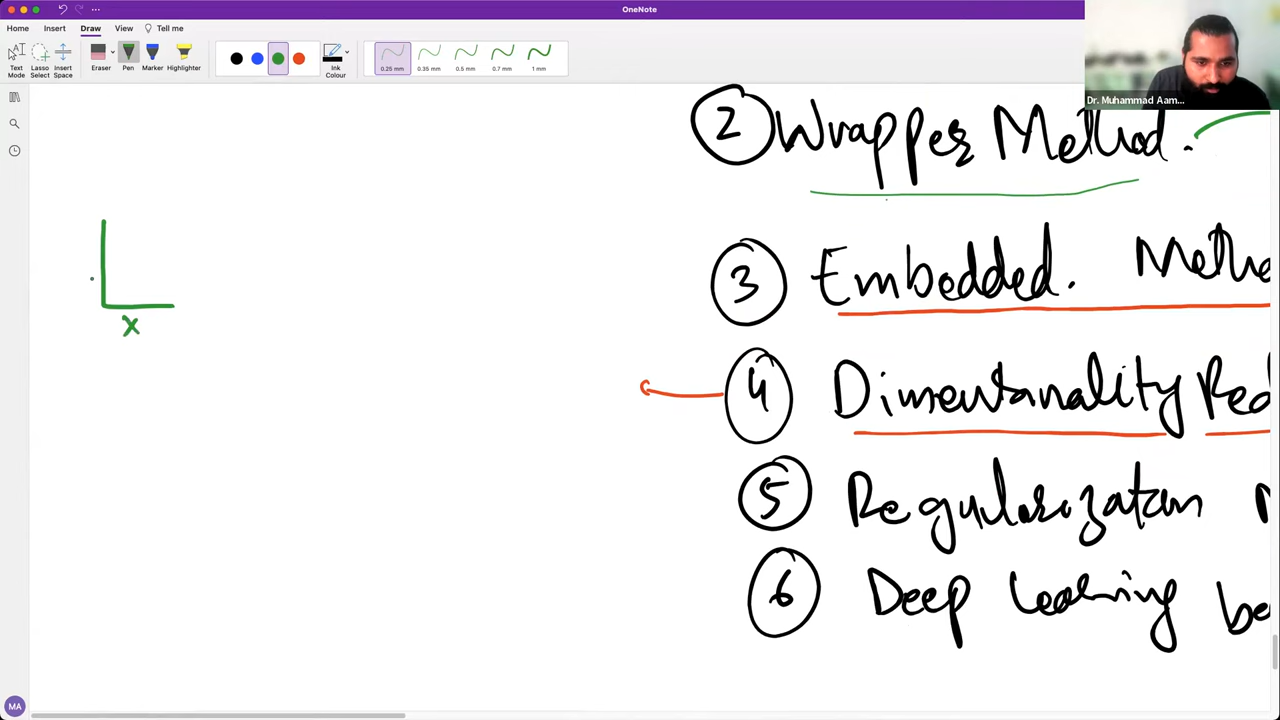 OneNote
Home Insert Draw View Tell me
Text Mode
Lasso Select
Insert Space
Eraser
Pen
Marker
Highlighter
Ink Colour
0.25 mm 0.35 mm 0.5 mm 0.7 mm 1 mm
Dr. Muhammad Aam...
2 Wrapper Method.
3 Embedded. Metho
4 Dimentanality Red
x
5 Regularizatan
6 Deep learning be
MA